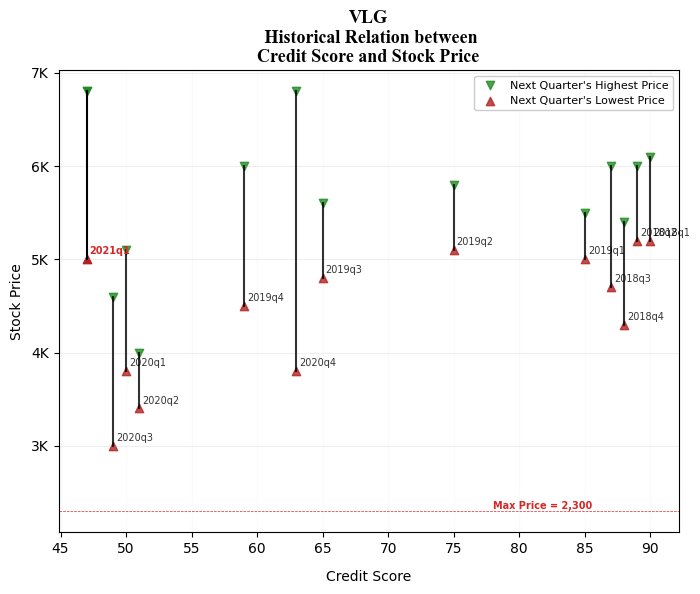 VLG
Historical Relation between
Credit Score and Stock Price
Next Quarter's Highest Price
Next Quarter's Lowest Price
7K
6K
5K
4K
3K
Stock Price
2021q1
2020q3
2020q1
2020q2
2019q4
2020q4
2019q3
2019q2
2019q1
2018q3
2018q4
2018q2
2018q1
Max Price = 2,300
45 50 55 60 65 70 75 80 85 90
Credit Score